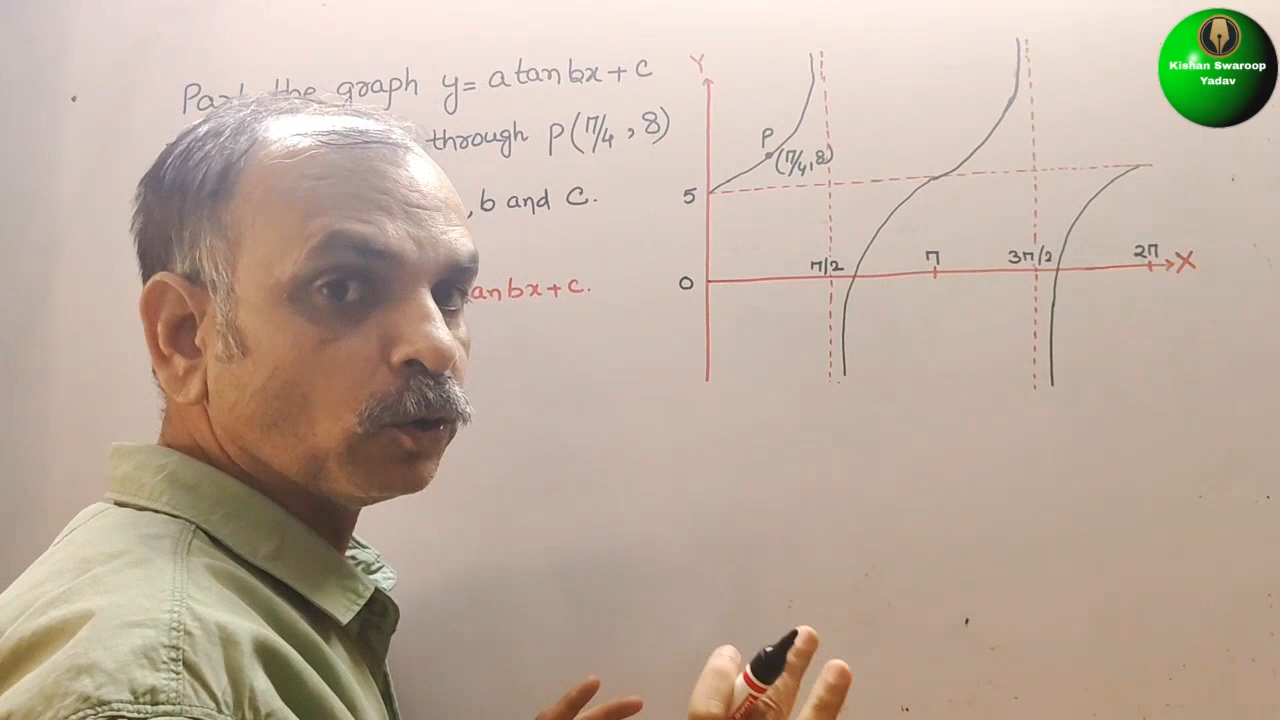 Part the graph y = a tan bx + c
through P(π/4, 8)
, b and c.
an bx + c.
Y
P
(π/4, 8)
5
π/2
π
3π/2
2π
X
0
Kishan Swaroop
Yadav